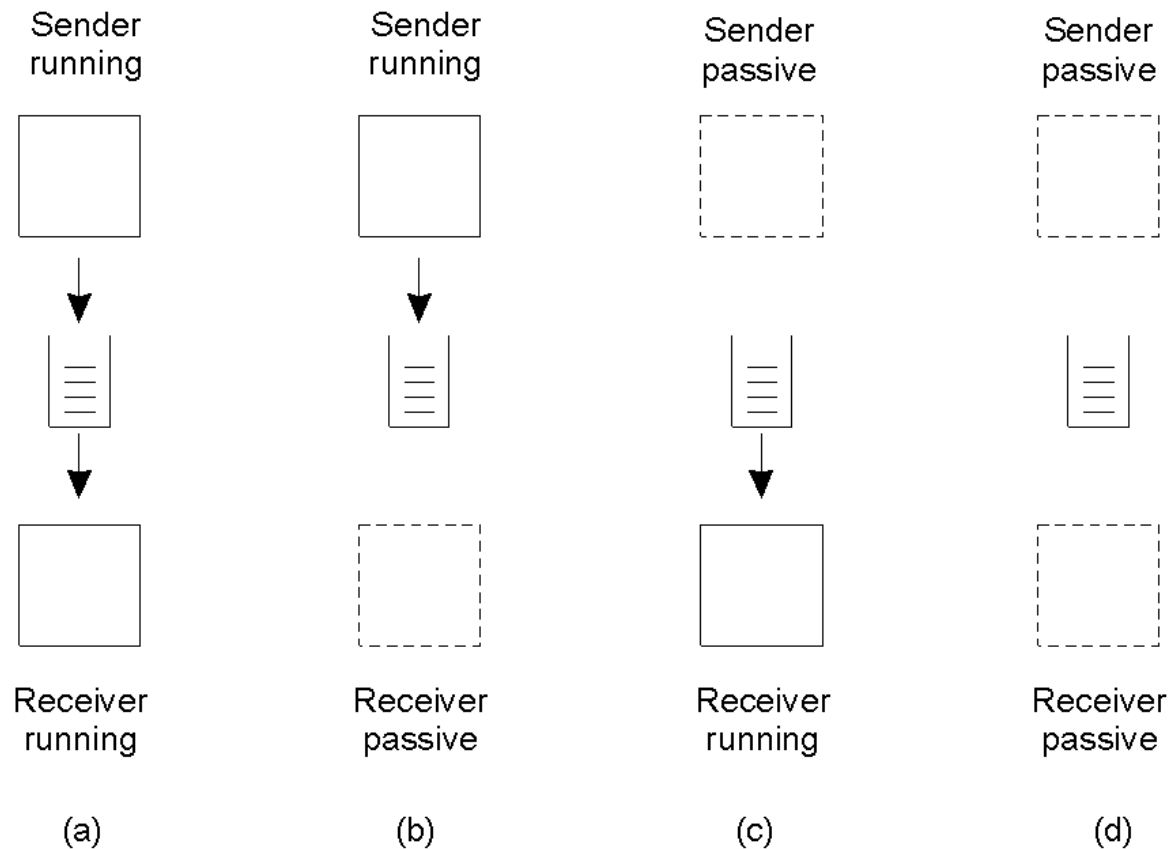 Sender
running
Sender
running
Sender
passive
Sender
passive
Receiver
running
Receiver
passive
Receiver
running
Receiver
passive
(a)
(b)
(c)
(d)